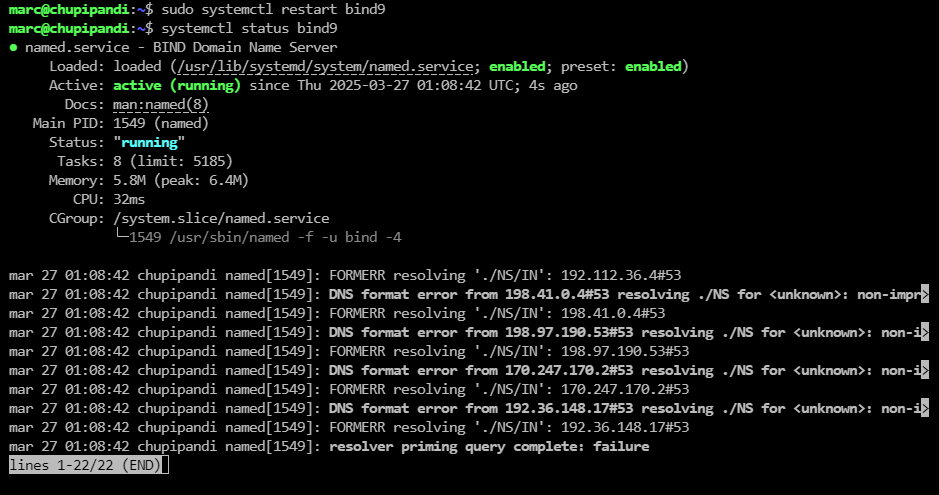 marc@chupipandi:~$ sudo systemctl restart bind9
marc@chupipandi:~$ systemctl status bind9
● named.service - BIND Domain Name Server
Loaded: loaded (/usr/lib/systemd/system/named.service; enabled; preset: enabled)
Active: active (running) since Thu 2025-03-27 01:08:42 UTC; 4s ago
Docs: man:named(8)
Main PID: 1549 (named)
Status: "running"
Tasks: 8 (limit: 5185)
Memory: 5.8M (peak: 6.4M)
CPU: 32ms
CGroup: /system.slice/named.service
└─1549 /usr/sbin/named -f -u bind -4
mar 27 01:08:42 chupipandi named[1549]: FORMERR resolving './NS/IN': 192.112.36.4#53
mar 27 01:08:42 chupipandi named[1549]: DNS format error from 198.41.0.4#53 resolving ./NS for <unknown>: non-impr>
mar 27 01:08:42 chupipandi named[1549]: FORMERR resolving './NS/IN': 198.41.0.4#53
mar 27 01:08:42 chupipandi named[1549]: DNS format error from 198.97.190.53#53 resolving ./NS for <unknown>: non-i>
mar 27 01:08:42 chupipandi named[1549]: FORMERR resolving './NS/IN': 198.97.190.53#53
mar 27 01:08:42 chupipandi named[1549]: DNS format error from 170.247.170.2#53 resolving ./NS for <unknown>: non-i>
mar 27 01:08:42 chupipandi named[1549]: FORMERR resolving './NS/IN': 170.247.170.2#53
mar 27 01:08:42 chupipandi named[1549]: DNS format error from 192.36.148.17#53 resolving ./NS for <unknown>: non-i>
mar 27 01:08:42 chupipandi named[1549]: FORMERR resolving './NS/IN': 192.36.148.17#53
mar 27 01:08:42 chupipandi named[1549]: resolver priming query complete: failure
lines 1-22/22 (END)